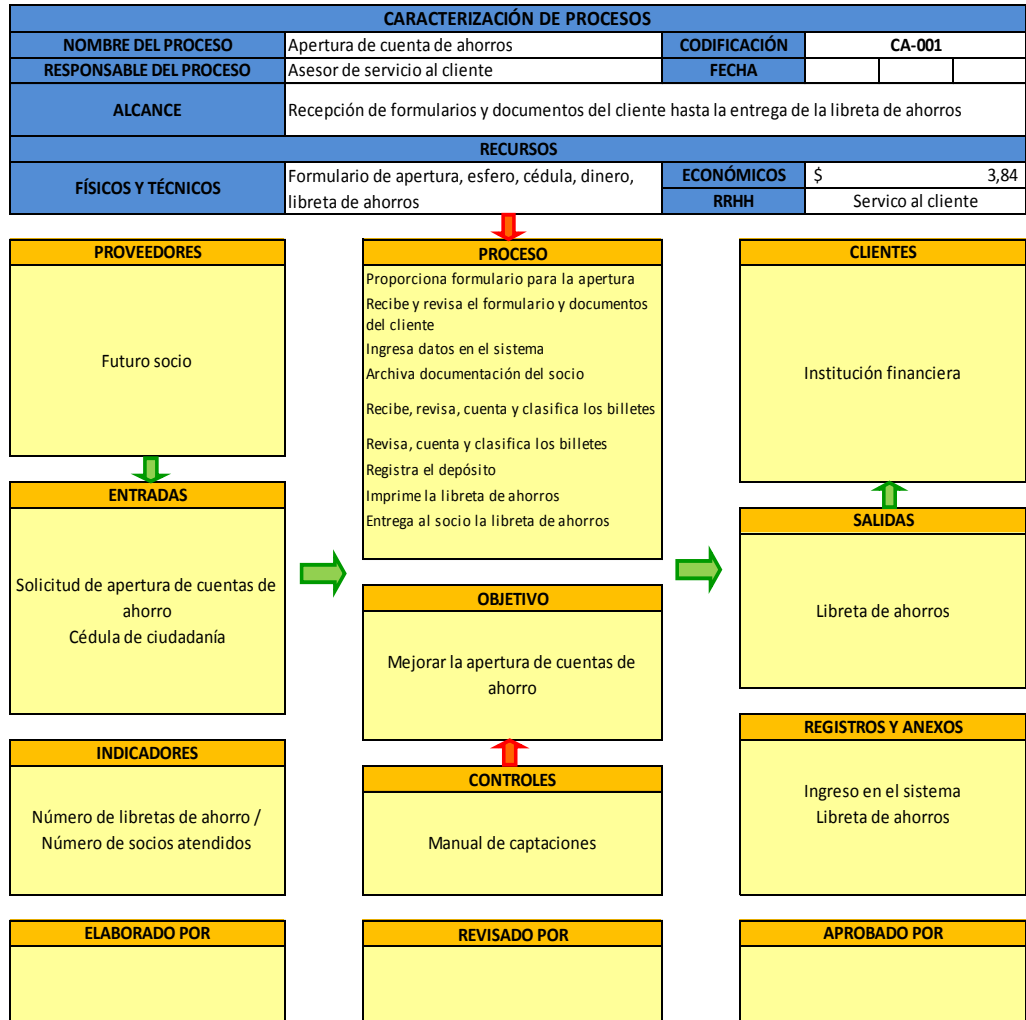 CARACTERIZACIÓN DE PROCESOS
NOMBRE DEL PROCESO
Apertura de cuenta de ahorros
CODIFICACIÓN
CA-001
RESPONSABLE DEL PROCESO
Asesor de servicio al cliente
FECHA
ALCANCE
Recepción de formularios y documentos del cliente hasta la entrega de la libreta de ahorros
RECURSOS
FÍSICOS Y TÉCNICOS
Formulario de apertura, esfero, cédula, dinero,
libreta de ahorros
ECONÓMICOS
$ 3,84
RRHH
Servico al cliente
PROVEEDORES
Futuro socio
ENTRADAS
Solicitud de apertura de cuentas de
ahorro
Cédula de ciudadanía
INDICADORES
Número de libretas de ahorro /
Número de socios atendidos
PROCESO
Proporciona formulario para la apertura
Recibe y revisa el formulario y documentos
del cliente
Ingresa datos en el sistema
Archiva documentación del socio
Recibe, revisa, cuenta y clasifica los billetes
Revisa, cuenta y clasifica los billetes
Registra el depósito
Imprime la libreta de ahorros
Entrega al socio la libreta de ahorros
OBJETIVO
Mejorar la apertura de cuentas de
ahorro
CONTROLES
Manual de captaciones
CLIENTES
Institución financiera
SALIDAS
Libreta de ahorros
REGISTROS Y ANEXOS
Ingreso en el sistema
Libreta de ahorros
ELABORADO POR
REVISADO POR
APROBADO POR